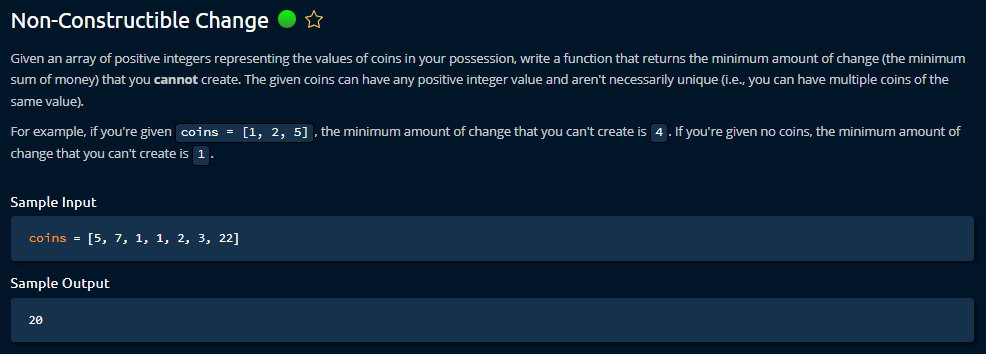 Non-Constructible Change
Given an array of positive integers representing the values of coins in your possession, write a function that returns the minimum amount of change (the minimum
sum of money) that you cannot create. The given coins can have any positive integer value and aren't necessarily unique (i.e., you can have multiple coins of the
same value).
For example, if you're given coins = [1, 2, 5], the minimum amount of change that you can't create is 4. If you're given no coins, the minimum amount of
change that you can't create is 1.
Sample Input
coins = [5, 7, 1, 1, 2, 3, 22]
Sample Output
20